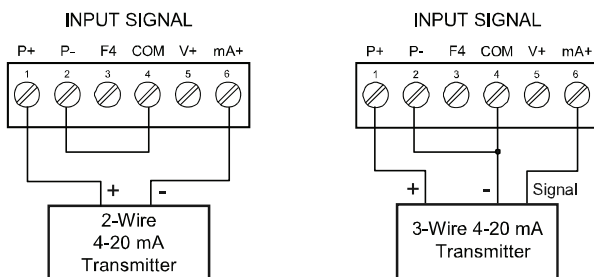 INPUT SIGNAL
P+ P- F4 COM V+ mA+
1 2 3 4 5 6
+ -
2-Wire
4-20 mA
Transmitter
INPUT SIGNAL
P+ P- F4 COM V+ mA+
1 2 3 4 5 6
+ - Signal
3-Wire 4-20 mA
Transmitter